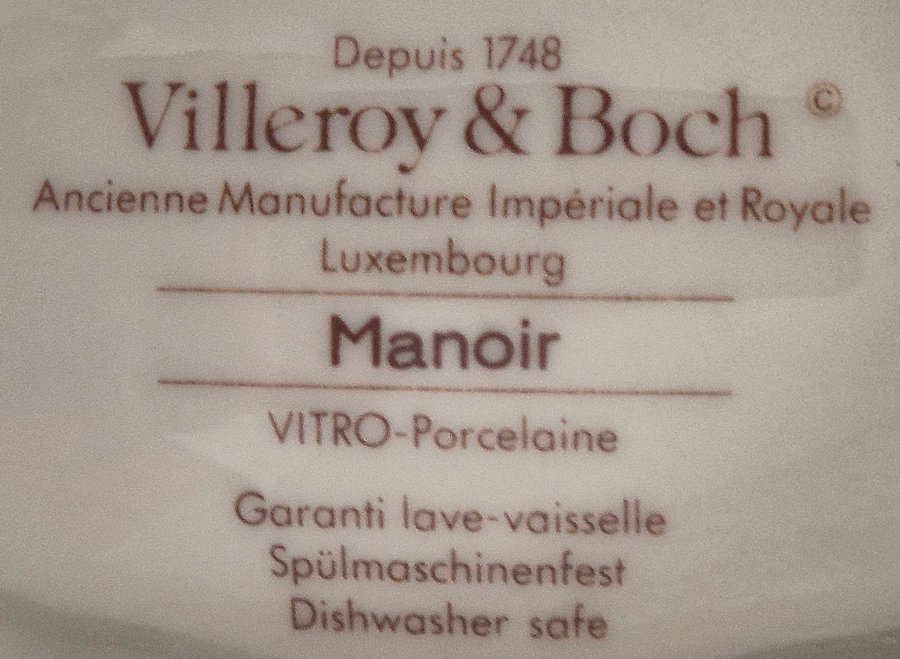 Depuis 1748
Villeroy & Boch ©
Ancienne Manufacture Impériale et Royale
Luxembourg
Manoir
VITRO-Porcelaine
Garanti lave-vaisselle
Spülmaschinenfest
Dishwasher safe